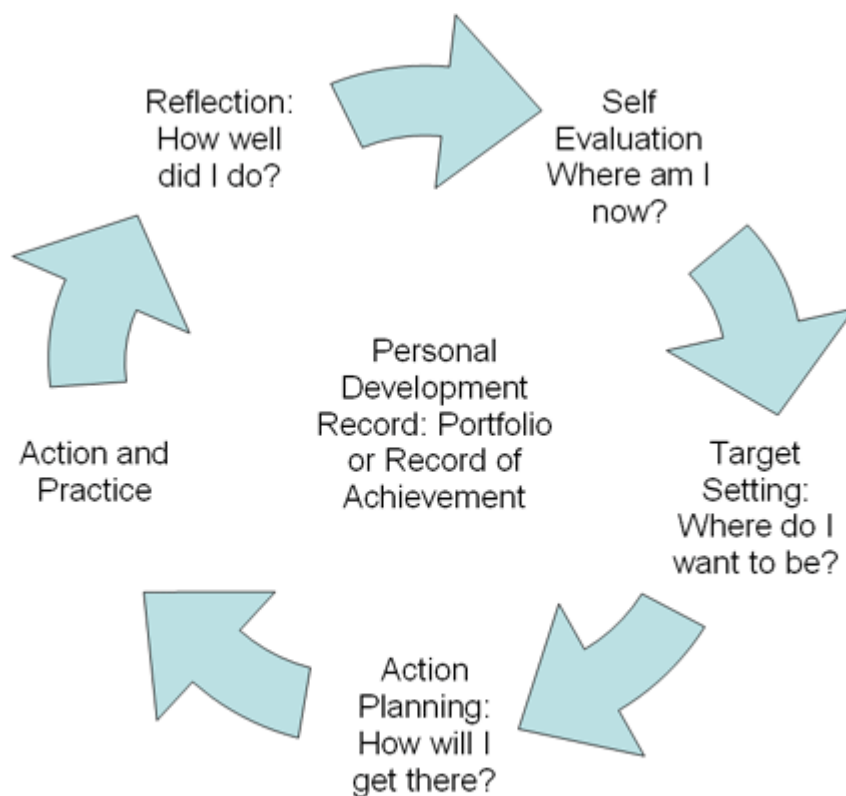 Reflection:
How well
did I do?
Self
Evaluation
Where am I
now?
Personal
Development
Record: Portfolio
or Record of
Achievement
Action and
Practice
Target
Setting:
Where do I
want to be?
Action
Planning:
How will I
get there?